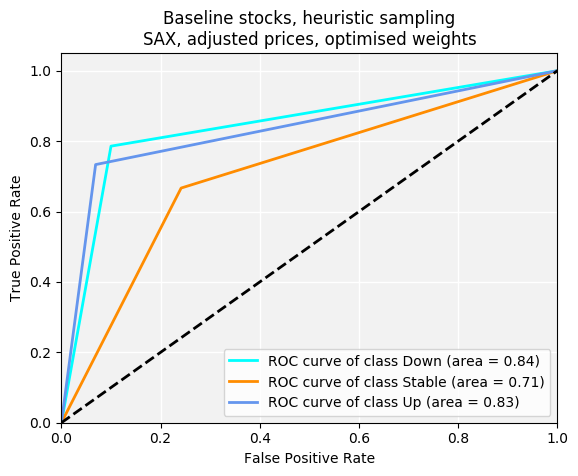 Baseline stocks, heuristic sampling
SAX, adjusted prices, optimised weights
True Positive Rate
1.0
0.8
0.6
0.4
0.2
0.0
ROC curve of class Down (area = 0.84)
ROC curve of class Stable (area = 0.71)
ROC curve of class Up (area = 0.83)
0.0 0.2 0.4 0.6 0.8 1.0
False Positive Rate